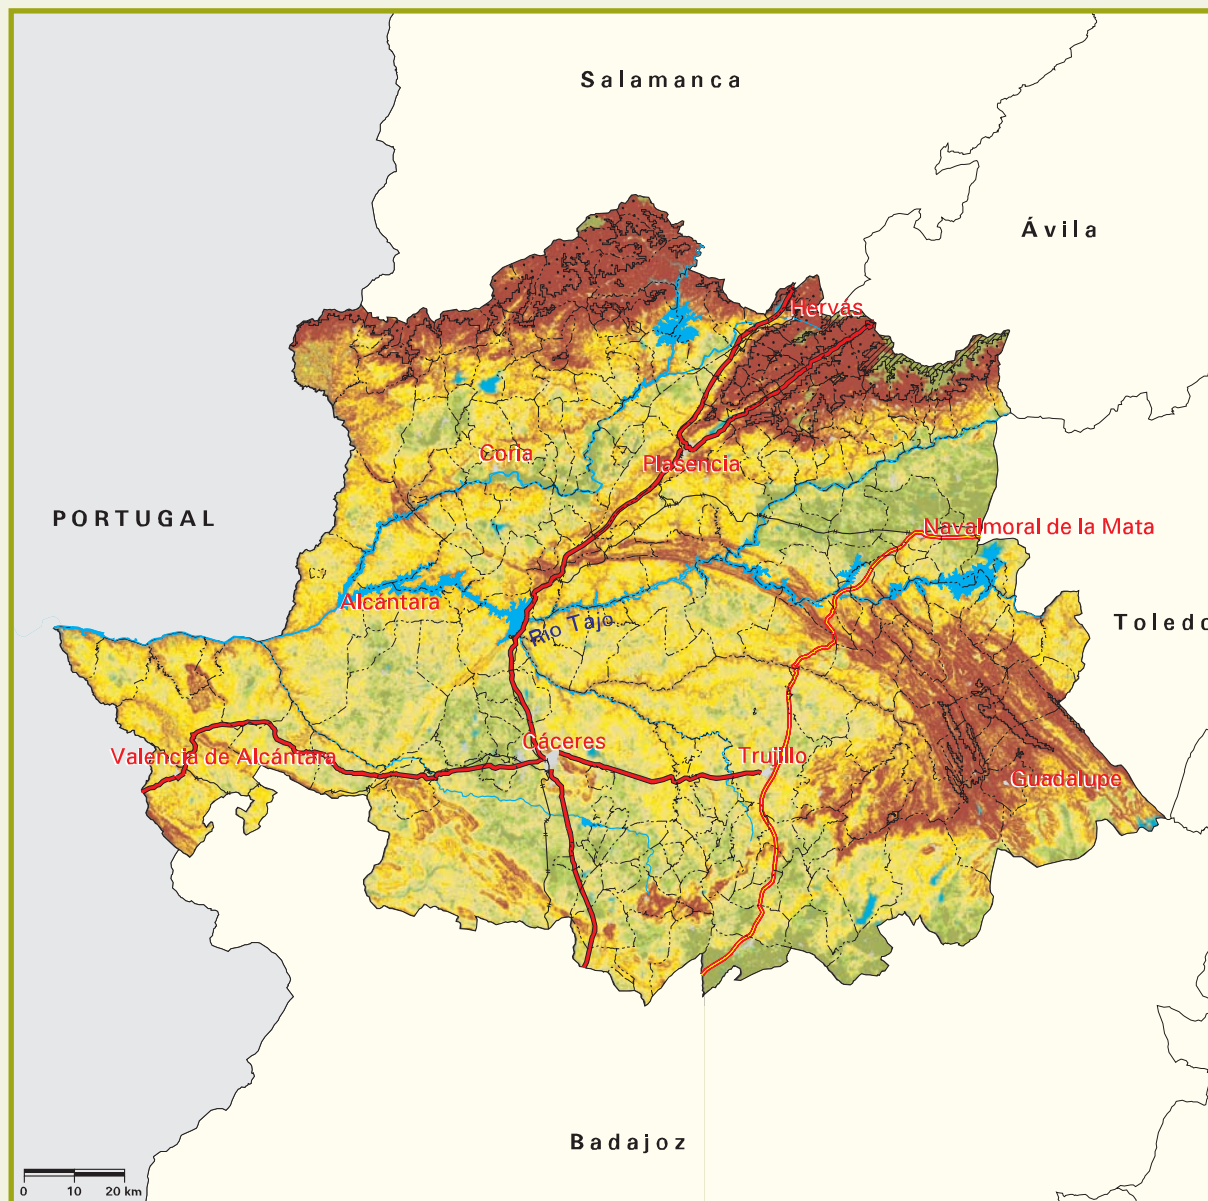 Salamanca
Ávila
Hervás
Coria
Plasencia
PORTUGAL
Navalmoral de la Mata
Alcántara
Río Tajo
Toledo
Cáceres
Valencia de Alcántara
Trujillo
Guadalupe
Badajoz
0 10 20 km